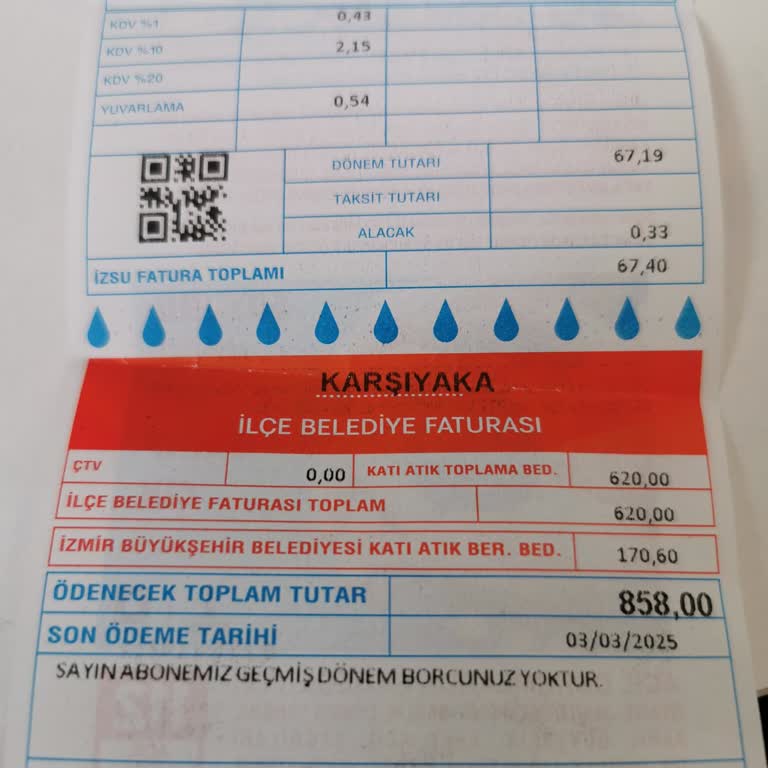 KDV %1 0,43
KDV %10 2,15
KDV %20
YUVARLAMA 0,54
DÖNEM TUTARI 67,19
TAKSİT TUTARI
ALACAK 0,33
İZSU FATURA TOPLAMI 67,40
KARŞIYAKA
İLÇE BELEDİYE FATURASI
ÇTV 0,00 KATI ATIK TOPLAMA BED. 620,00
İLÇE BELEDİYE FATURASI TOPLAM 620,00
İZMİR BÜYÜKŞEHİR BELEDİYESİ KATI ATIK BER. BED. 170,60
ÖDENECEK TOPLAM TUTAR 858,00
SON ÖDEME TARİHİ 03/03/2025
SAYIN ABONEMİZ GEÇMİŞ DÖNEM BORCUNUZ YOKTUR.